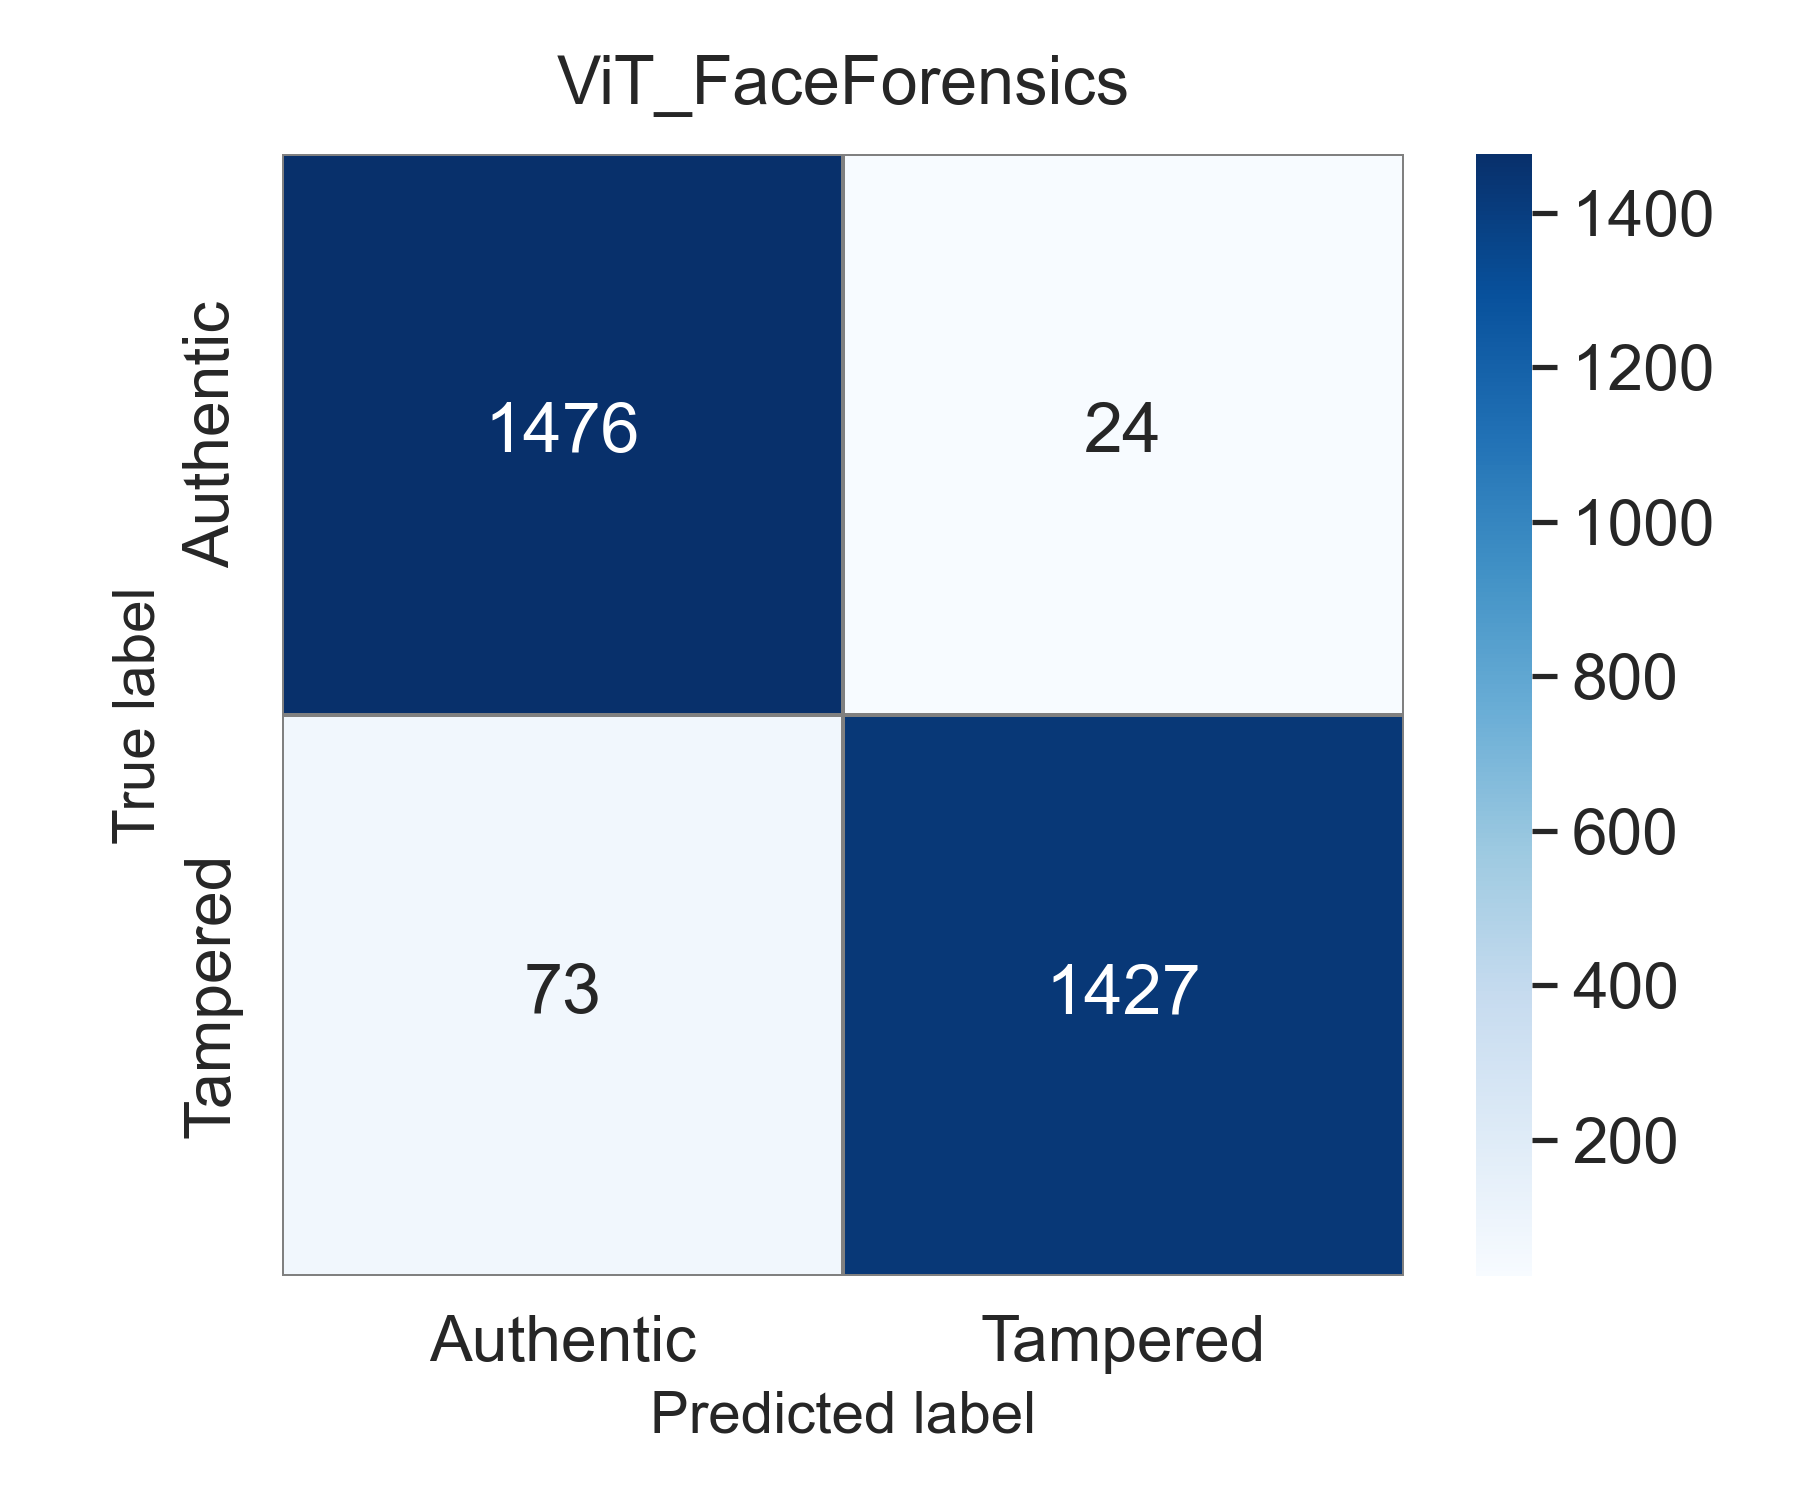 ViT_FaceForensics
True label
Authentic
Tampered
1476
24
73
1427
Authentic
Tampered
Predicted label
1400
1200
1000
800
600
400
200